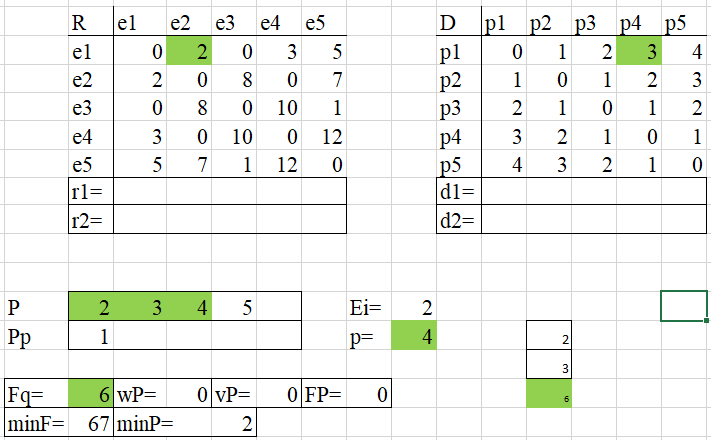 R e1 e2 e3 e4 e5 D p1 p2 p3 p4 p5
e1 0 2 0 3 5 p1 0 1 2 3 4
e2 2 0 8 0 7 p2 1 0 1 2 3
e3 0 8 0 10 1 p3 2 1 0 1 2
e4 3 0 10 0 12 p4 3 2 1 0 1
e5 5 7 1 12 0 p5 4 3 2 1 0
r1= d1=
r2= d2=
P 2 3 4 5 Ei= 2
Pp 1 p= 4 2
3
Fq= 6 wP= 0 vP= 0 FP= 0 6
minF= 67 minP= 2